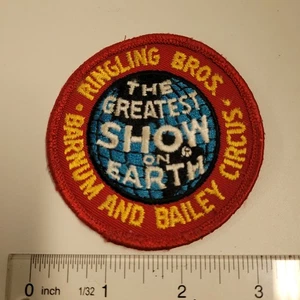 RINGLING BROS.
THE
GREATEST
SHOW
ON
EARTH
BARNUM AND BAILEY CIRCUS
0 inch 1/32 1 2 3